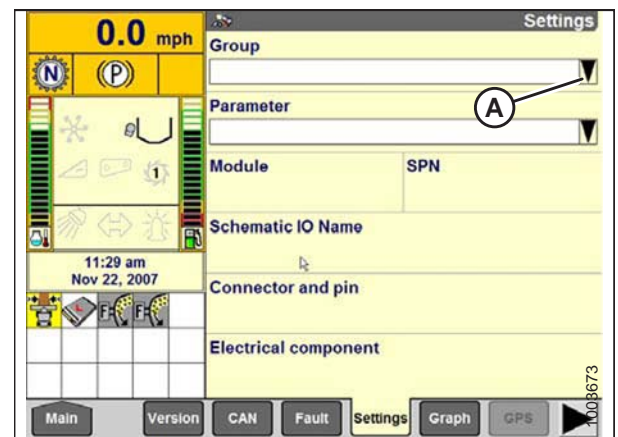 0.0 mph
Settings
Group
N
(P)
A
Parameter
1
Module
SPN
Schematic IO Name
11:29 am
Nov 22, 2007
Connector and pin
L
F
F
Electrical component
1003673
Main
Version
CAN
Fault
Settings
Graph
GPS